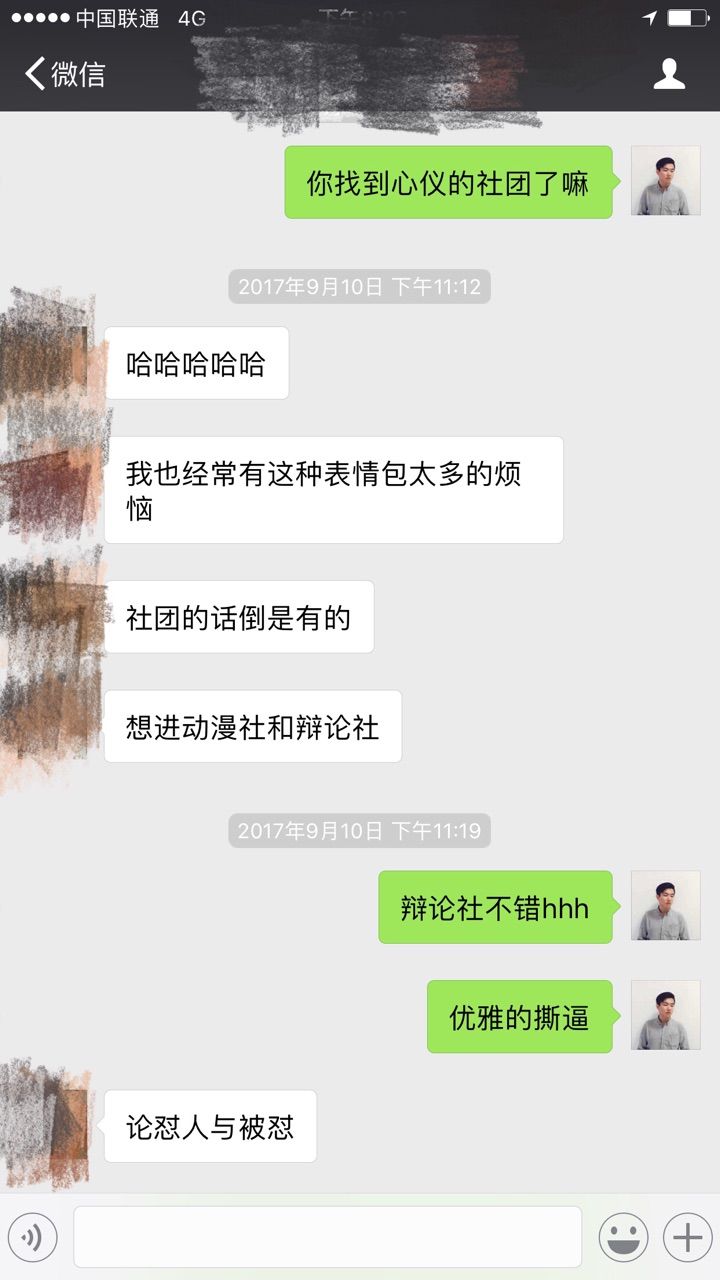 中国联通 4G
微信
你找到心仪的社团了嘛
2017年9月10日 下午11:12
哈哈哈哈哈
我也经常有这种表情包太多的烦
恼
社团的话倒是有的
想进动漫社和辩论社
2017年9月10日 下午11:19
辩论社不错hhh
优雅的撕逼
论怼人与被怼